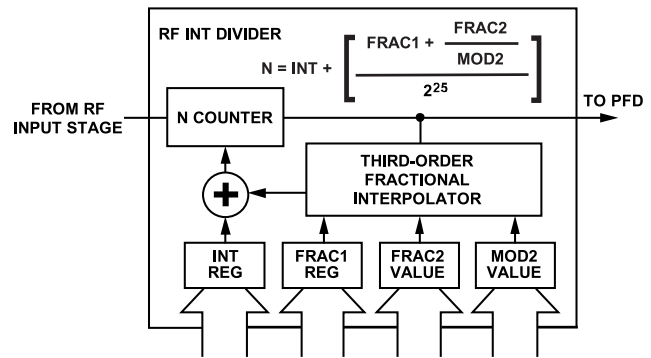 RF INT DIVIDER
N = INT + [ FRAC1 + FRAC2
MOD2
2^25 ]
FROM RF
INPUT STAGE
N COUNTER
TO PFD
+
THIRD-ORDER
FRACTIONAL
INTERPOLATOR
INT
REG
FRAC1
REG
FRAC2
VALUE
MOD2
VALUE